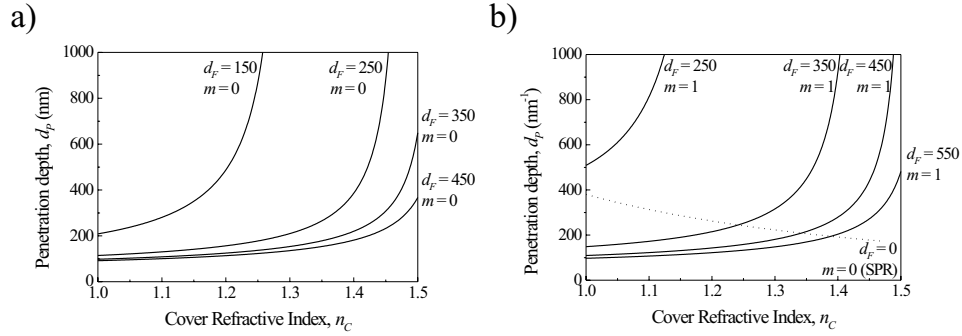 a)
1000
800
600
400
200
0
Penetration depth, d_P (nm)
d_F = 150
m = 0
d_F = 250
m = 0
d_F = 350
m = 0
d_F = 450
m = 0
1.0 1.1 1.2 1.3 1.4 1.5
Cover Refractive Index, n_C
b)
1000
800
600
400
200
0
Penetration depth, d_P (nm⁻¹)
d_F = 250
m = 1
d_F = 350
m = 1
d_F = 450
m = 1
d_F = 550
m = 1
d_F = 0
m = 0 (SPR)
1.0 1.1 1.2 1.3 1.4 1.5
Cover Refractive Index, n_C